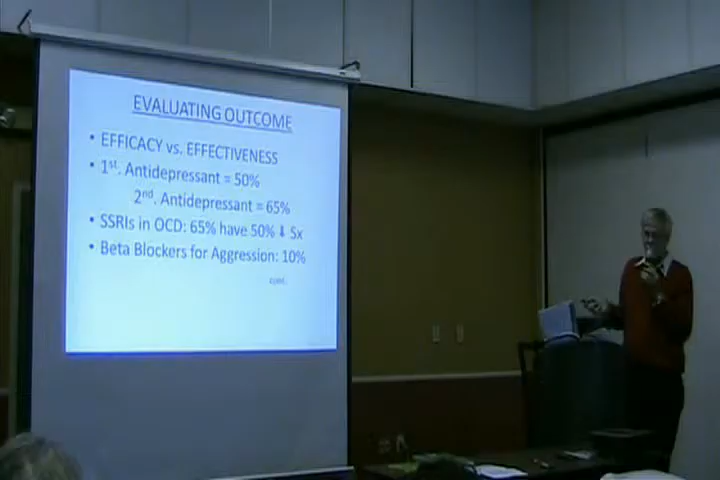 EVALUATING OUTCOME
• EFFICACY vs. EFFECTIVENESS
• 1st. Antidepressant = 50%
2nd. Antidepressant = 65%
• SSRIs in OCD: 65% have 50% ⬇ Sx
• Beta Blockers for Aggression: 10%
cont.